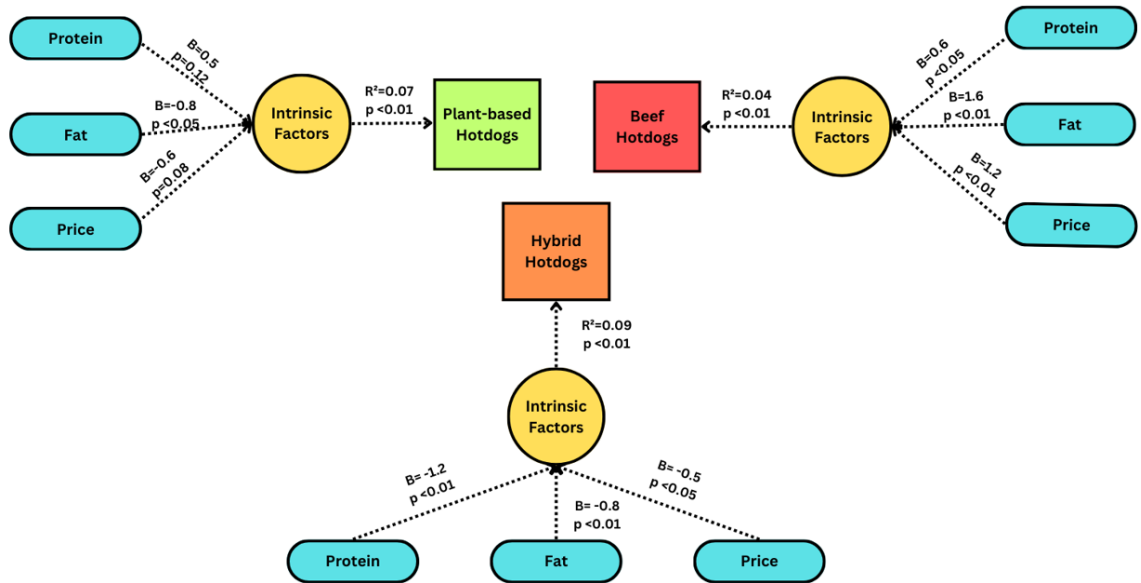 Protein
B=0.5
p=0.12
Fat
B=-0.8
p <0.05
Price
B=-0.6
p=0.08
Intrinsic
Factors
R²=0.07
p <0.01
Plant-based
Hotdogs
Beef
Hotdogs
R²=0.04
p <0.01
Intrinsic
Factors
Protein
B=0.6
p <0.05
Fat
B=1.6
p <0.01
Price
B=1.2
p <0.01
Hybrid
Hotdogs
R²=0.09
p <0.01
Intrinsic
Factors
B= -1.2
p <0.01
B= -0.8
p <0.01
B= -0.5
p <0.05
Protein
Fat
Price